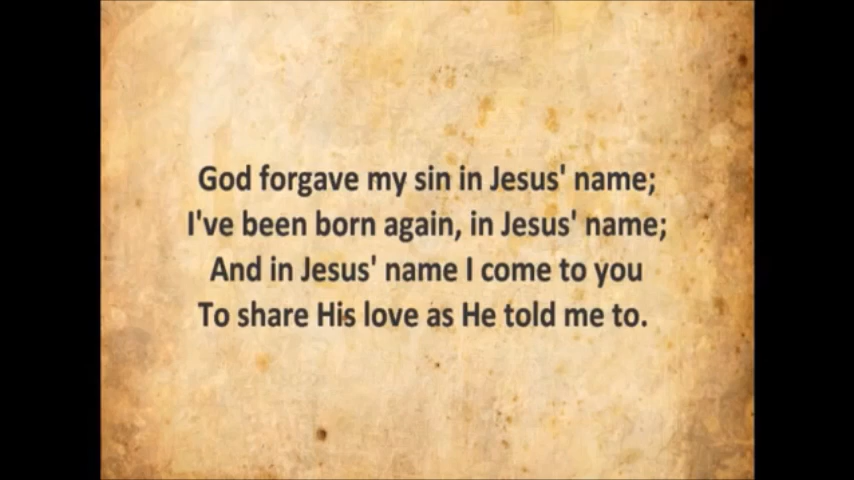 God forgave my sin in Jesus' name;
I've been born again, in Jesus' name;
And in Jesus' name I come to you
To share His love as He told me to.